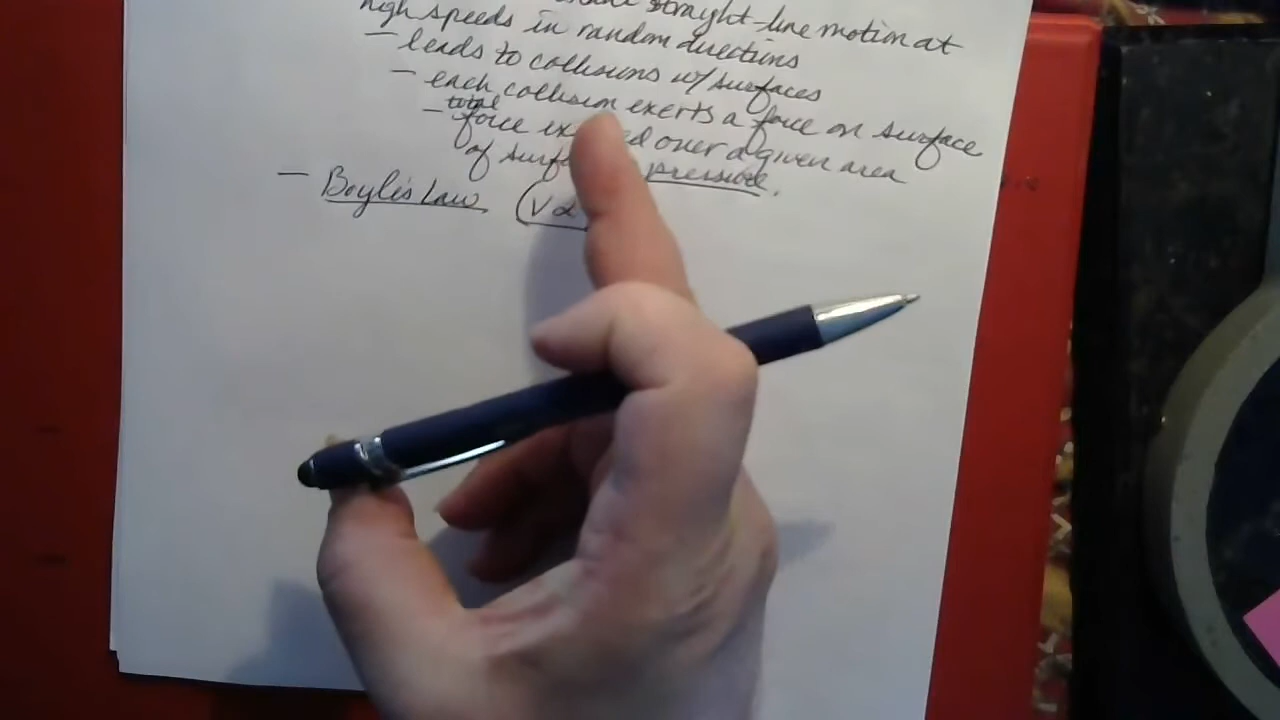 straight-line motion at
high speeds in random directions
- leads to collisions w/ surfaces
- each collision exerts a force on surface
total
- force ed over a given area
of pressure.
- Boyle's Law (V α